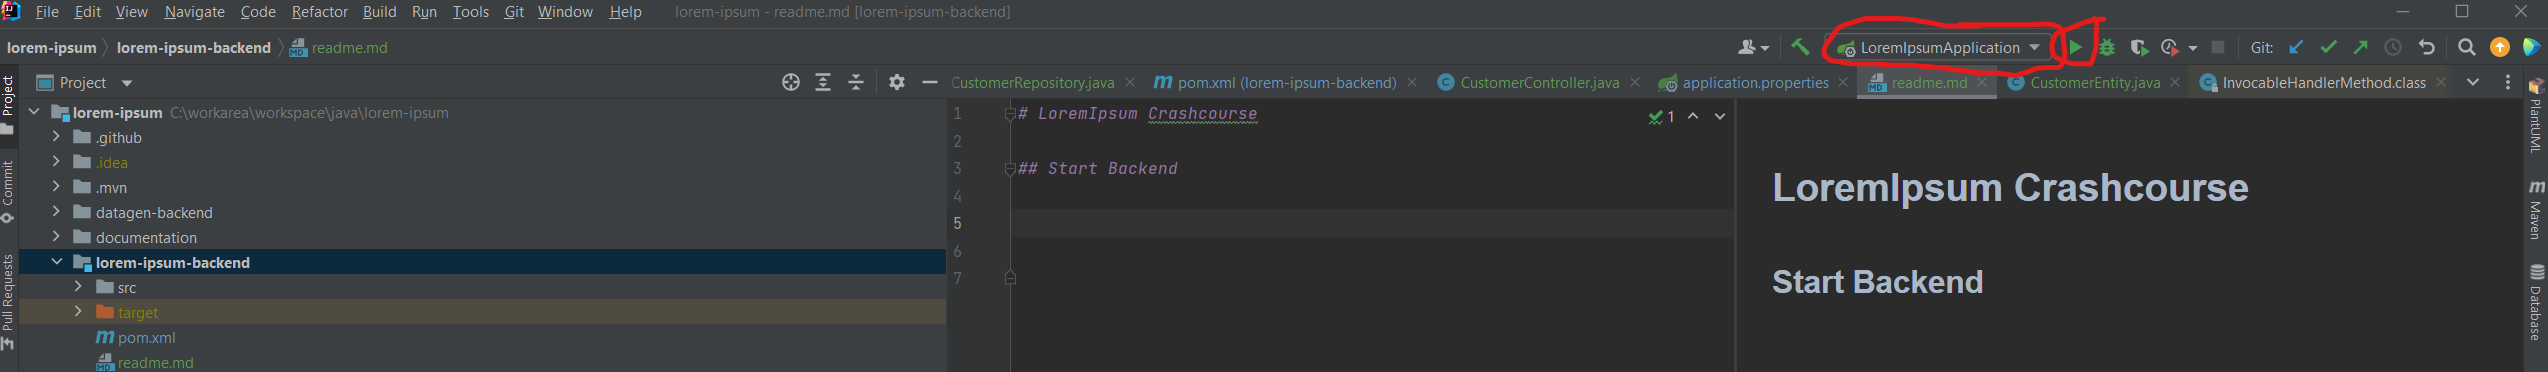 File Edit View Navigate Code Refactor Build Run Tools Git Window Help lorem-ipsum - readme.md [lorem-ipsum-backend]
lorem-ipsum lorem-ipsum-backend readme.md LoremIpsumApplication Git:
Project CustomerRepository.java pom.xml (lorem-ipsum-backend) CustomerController.java application.properties readme.md CustomerEntity.java InvocableHandlerMethod.class
lorem-ipsum C:\workarea\workspace\java\lorem-ipsum
.github
.idea
.mvn
datagen-backend
documentation
lorem-ipsum-backend
src
target
pom.xml
readme.md
1 # LoremIpsum Crashcourse
2
3 ## Start Backend
4
5
6
7
1
LoremIpsum Crashcourse
Start Backend
Project
Commit
Pull Requests
PlantUML
Maven
Database